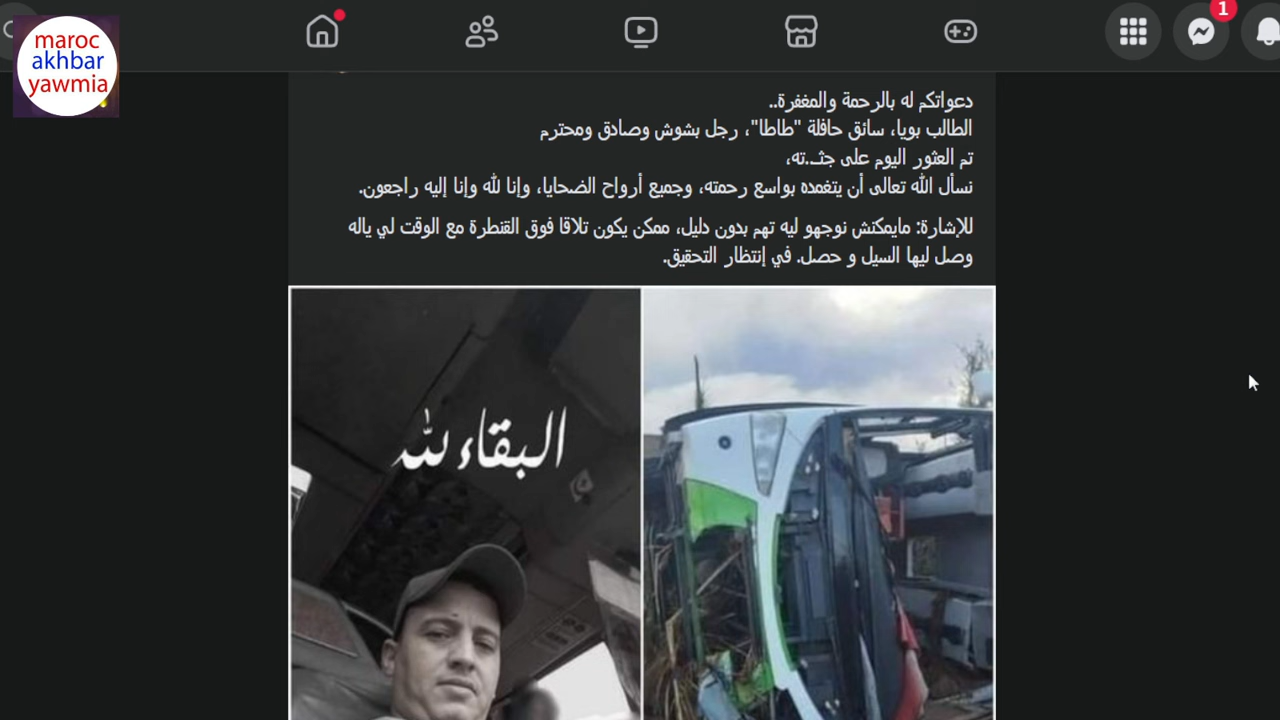 maroc
akhbar
yawmia
1
دعواتكم له بالرحمة والمغفرة..
الطالب بويا، سائق حافلة "طاطا"، رجل بشوش وصادق ومحترم
تم العثور اليوم على جثـ..ته،
نسأل الله تعالى أن يتغمده بواسع رحمته، وجميع أرواح الضحايا، وإنا لله وإنا إليه راجعون.
للإشارة: مايمكنش نوجهو ليه تهم بدون دليل، ممكن يكون تلاقا فوق القنطرة مع الوقت لي ياله
وصل ليها السيل و حصل. في إنتظار التحقيق.
البقاء لله